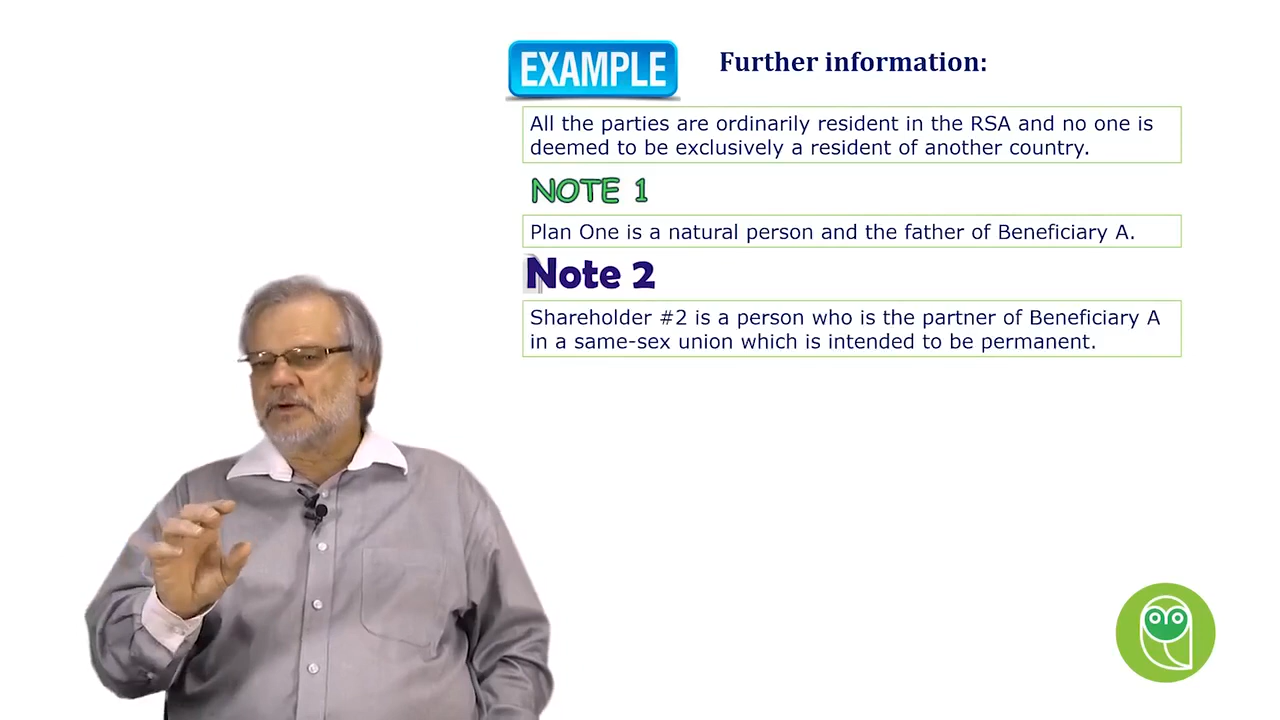 EXAMPLE
Further information:
All the parties are ordinarily resident in the RSA and no one is
deemed to be exclusively a resident of another country.
NOTE 1
Plan One is a natural person and the father of Beneficiary A.
Note 2
Shareholder #2 is a person who is the partner of Beneficiary A
in a same-sex union which is intended to be permanent.